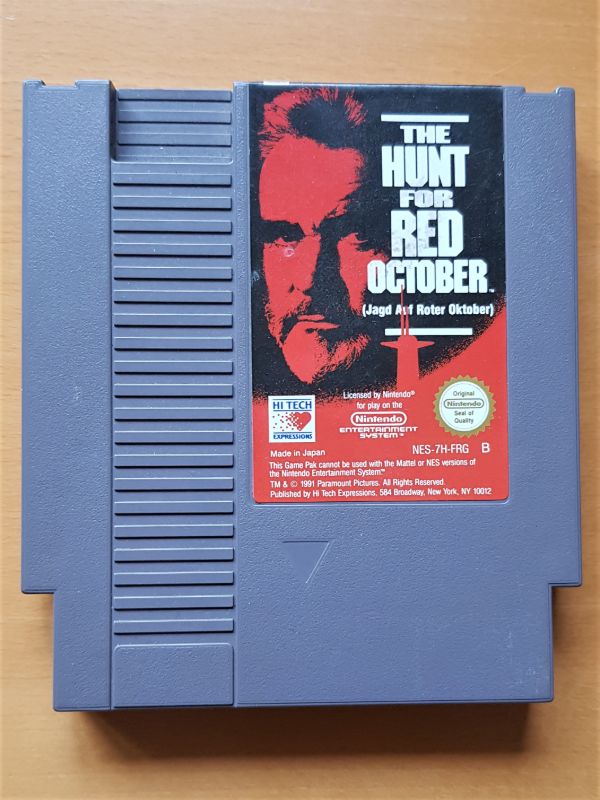 THE
HUNT
FOR
RED
OCTOBER™
(Jagd Auf Roter Oktober)
Licensed by Nintendo®
for play on the
Nintendo
ENTERTAINMENT
SYSTEM™
HI TECH
EXPRESSIONS
Original
Nintendo
Seal of
Quality
Made in Japan
NES-7H-FRG B
This Game Pak cannot be used with the Mattel or NES versions of
the Nintendo Entertainment System.™
TM & © 1991 Paramount Pictures. All Rights Reserved.
Published by Hi Tech Expressions, 584 Broadway, New York, NY 10012